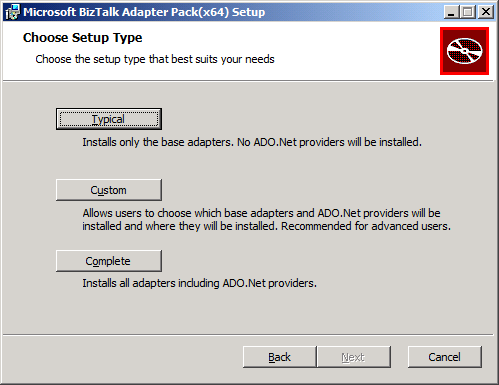 Microsoft BizTalk Adapter Pack(x64) Setup
Choose Setup Type
Choose the setup type that best suits your needs
Typical
Installs only the base adapters. No ADO.Net providers will be installed.
Custom
Allows users to choose which base adapters and ADO.Net providers will be
installed and where they will be installed. Recommended for advanced users.
Complete
Installs all adapters including ADO.Net providers.
Back
Next
Cancel